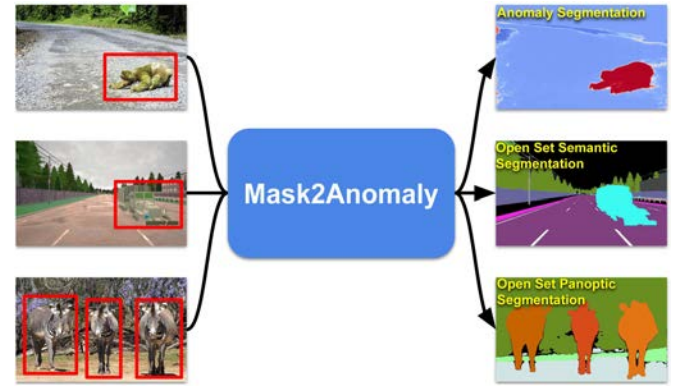 Anomaly Segmentation
Mask2Anomaly
Open Set Semantic
Segmentation
Open Set Panoptic
Segmentation